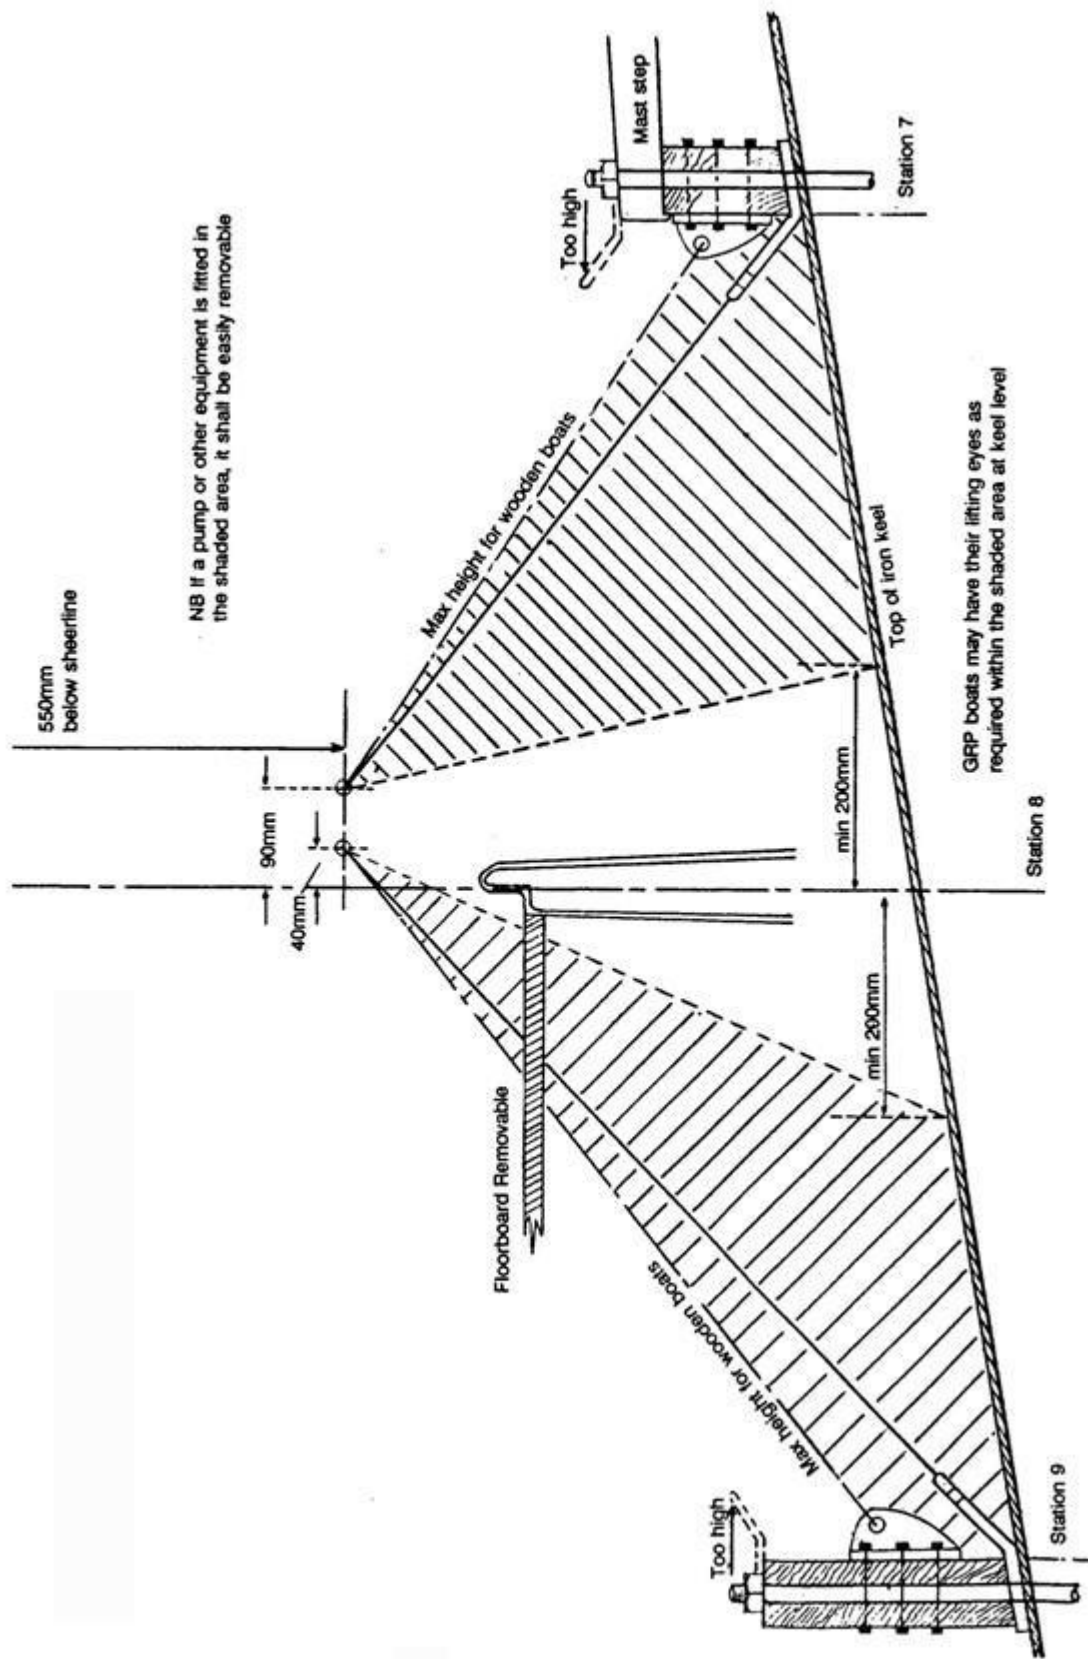 550mm
below sheerline
NB If a pump or other equipment is fitted in
the shaded area, it shall be easily removable
90mm
40mm
Max height for wooden boats
Too high
Mast step
Floorboard Removable
Max height for wooden boats
min 200mm
min 200mm
Top of iron keel
Too high
Station 7
GRP boats may have their lifting eyes as
required within the shaded area at keel level
Station 8
Station 9